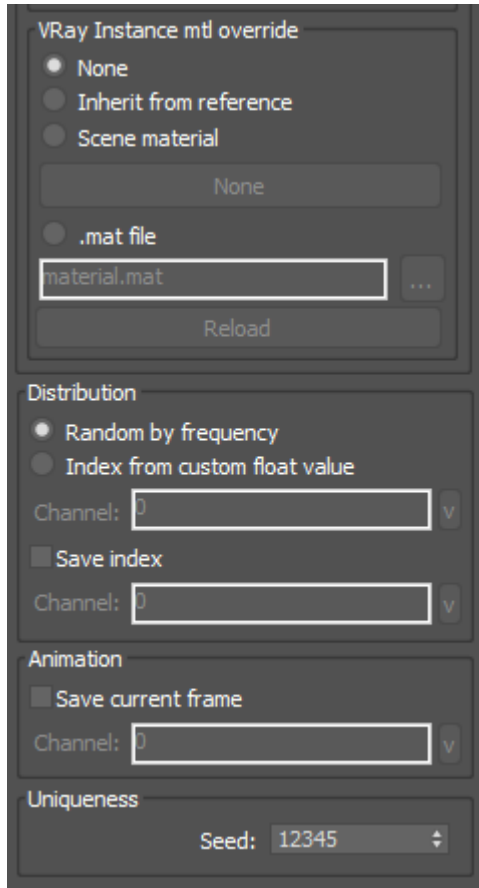 VRay Instance mtl override
None
Inherit from reference
Scene material
None
.mat file
material.mat ...
Reload
Distribution
Random by frequency
Index from custom float value
Channel: 0 v
Save index
Channel: 0 v
Animation
Save current frame
Channel: 0 v
Uniqueness
Seed: 12345